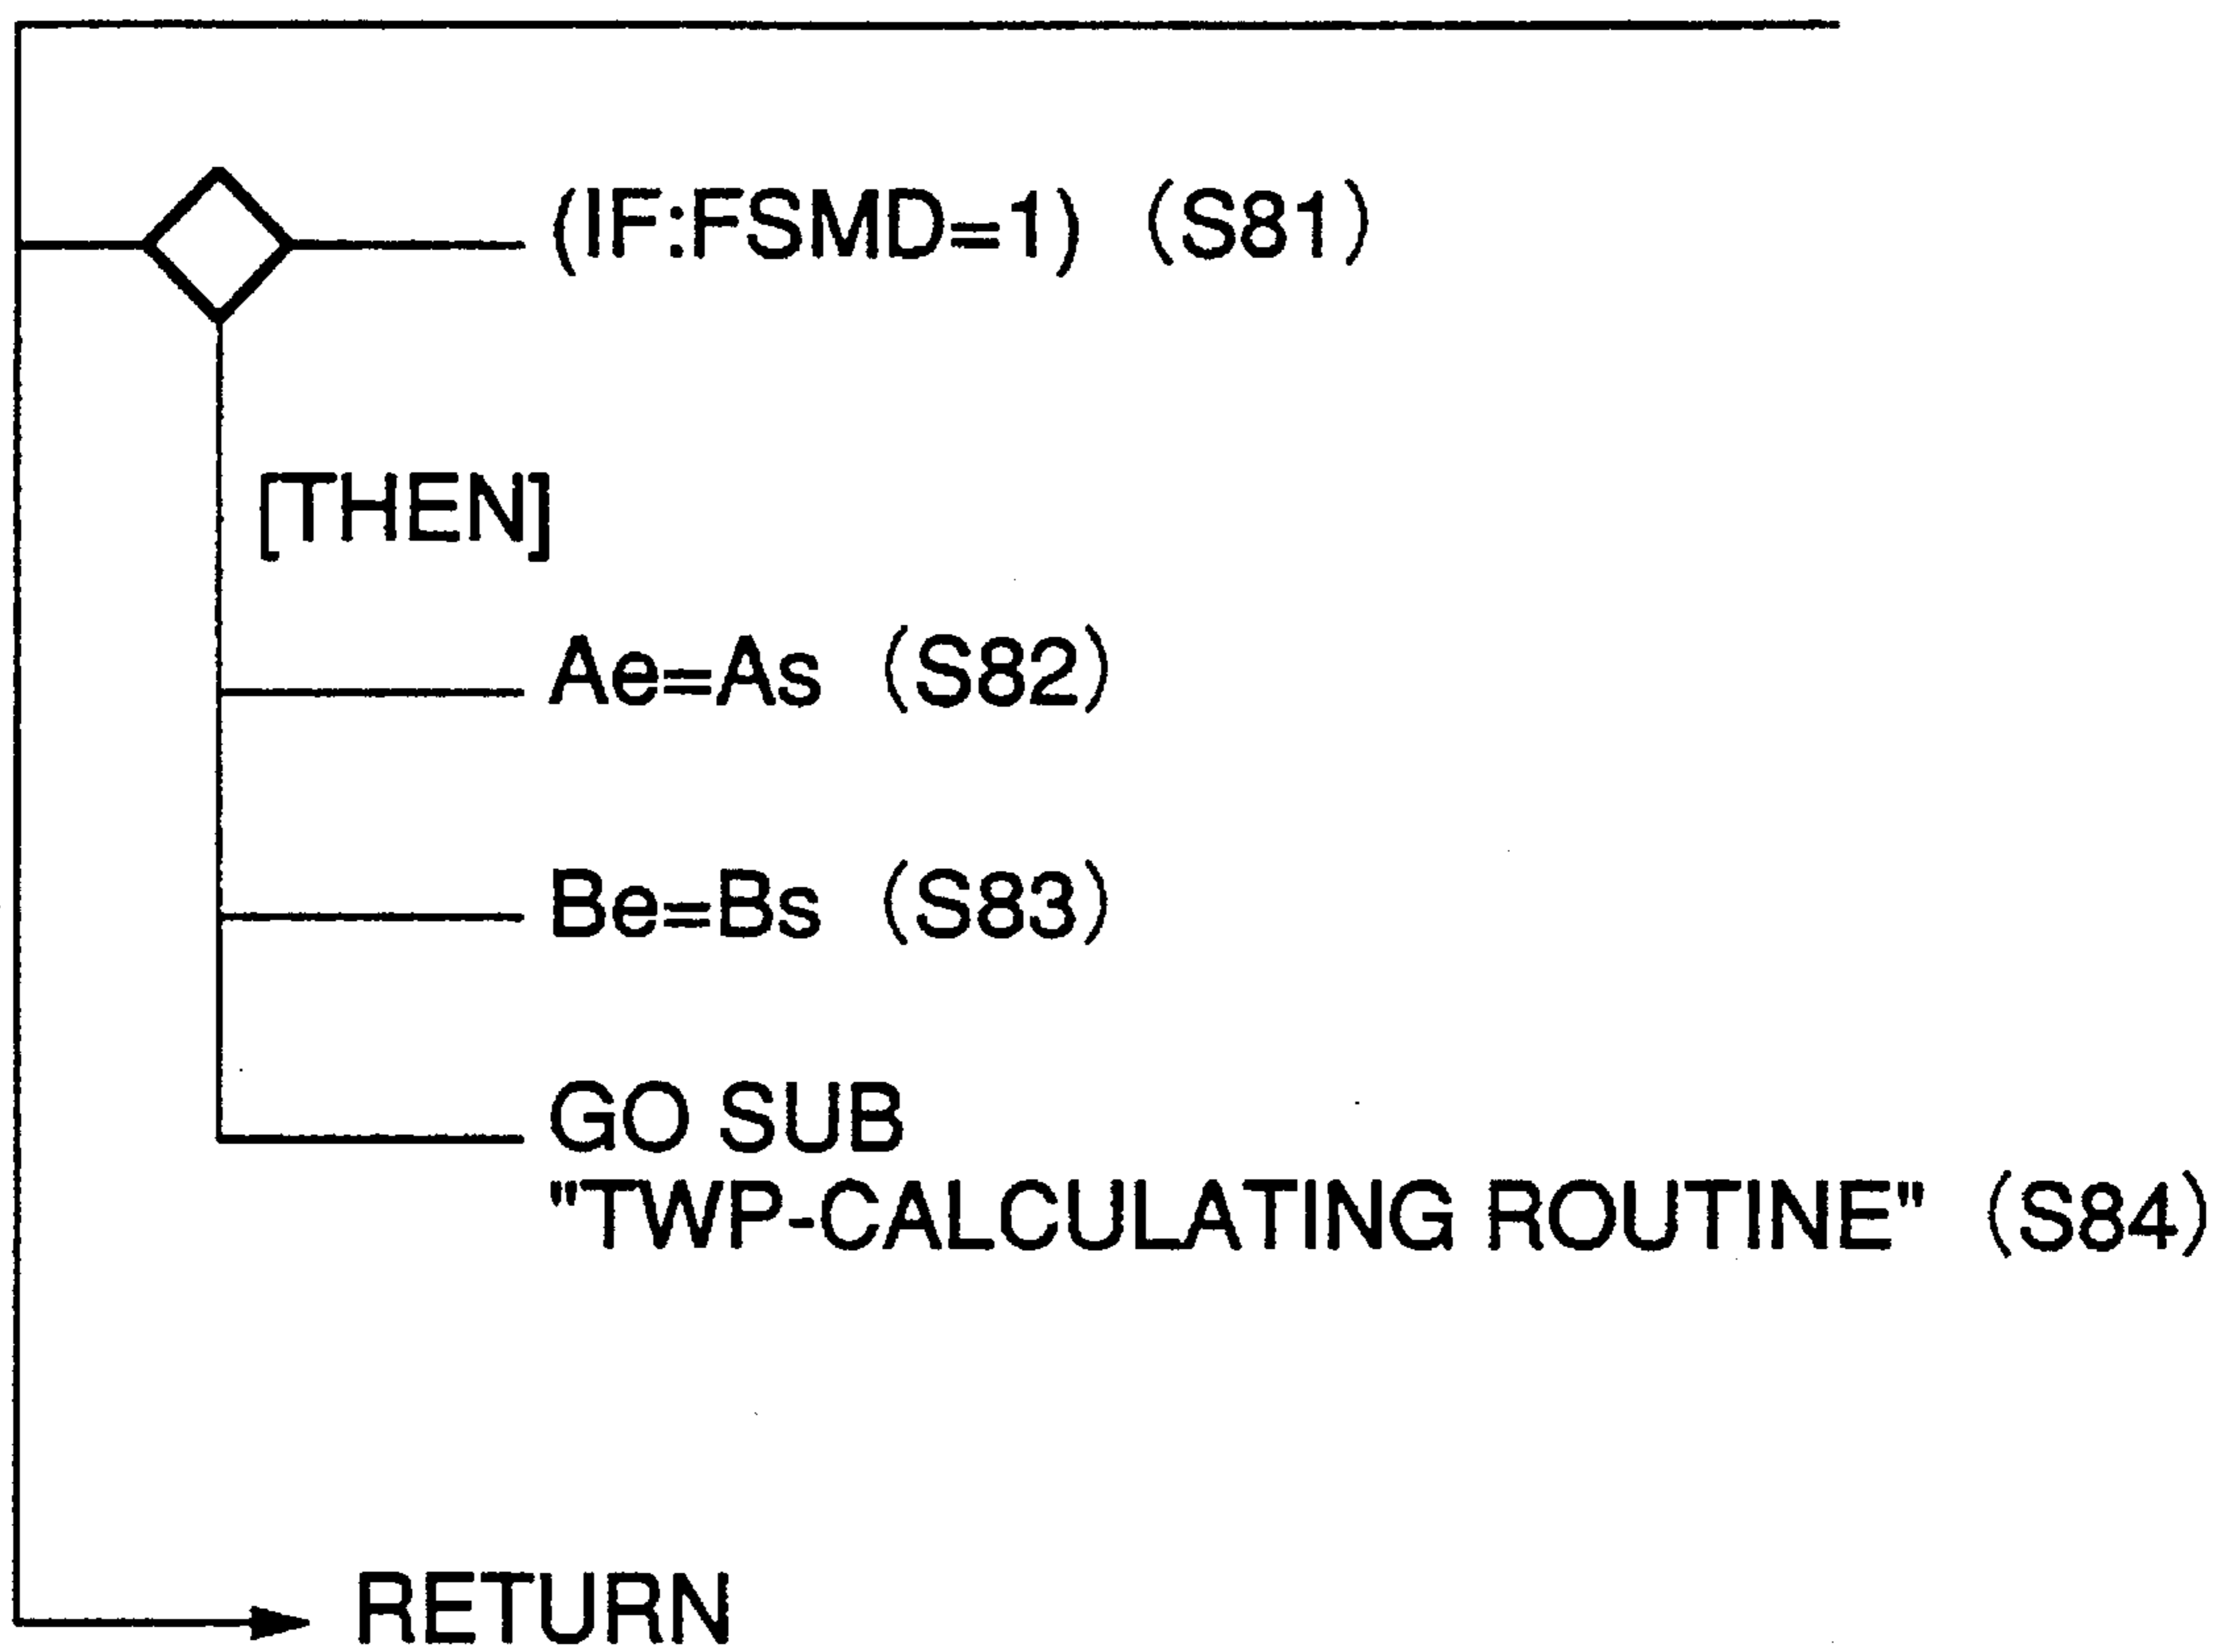 (IF:FSMD=1) (S81)
[THEN]
Ae=As (S82)
Be=Bs (S83)
GO SUB
"TWP-CALCULATING ROUTINE" (S84)
RETURN